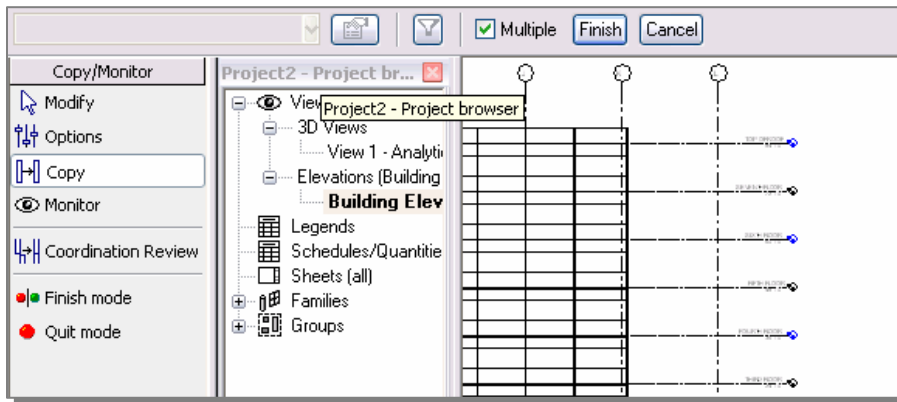 Multiple Finish Cancel
Copy/Monitor
Modify
Options
Copy
Monitor
Coordination Review
Finish mode
Quit mode
Project2 - Project br...
View
Project2 - Project browser
3D Views
View 1 - Analyti
Elevations (Building
Building Elev
Legends
Schedules/Quantitie
Sheets (all)
Families
Groups